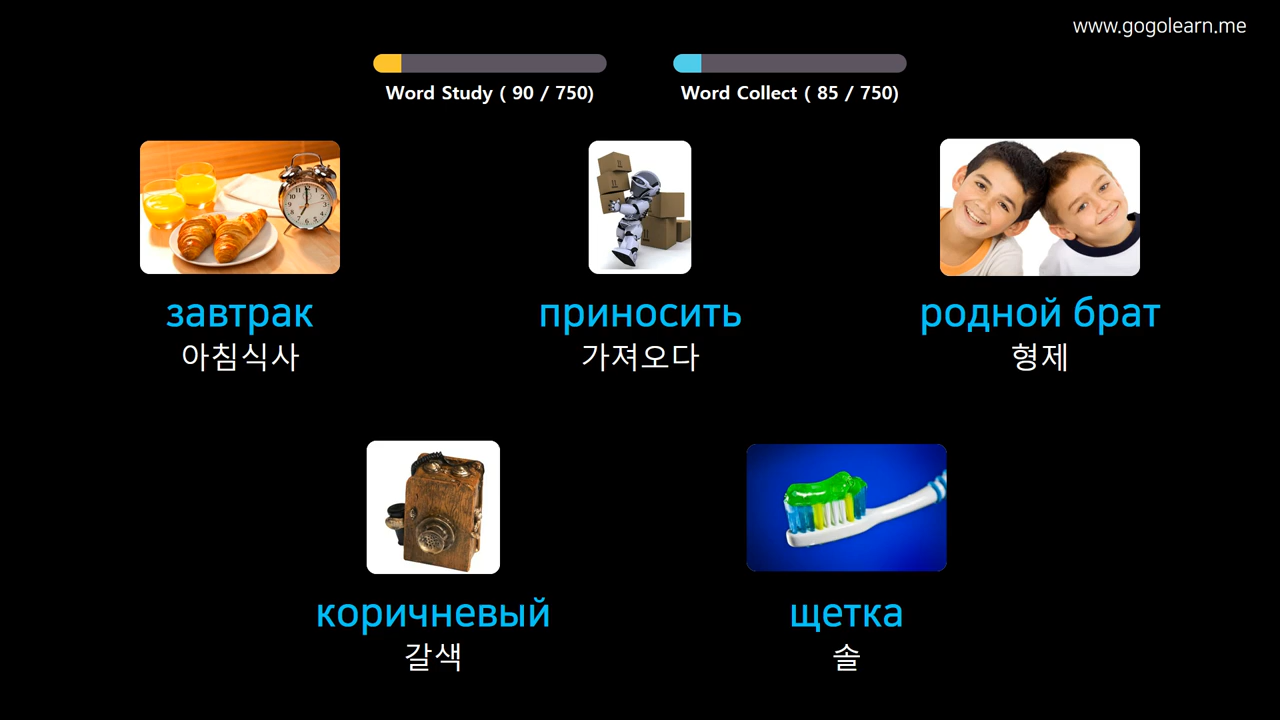 www.gogolearn.me
Word Study ( 90 / 750)
Word Collect ( 85 / 750)
завтрак
아침식사
приносить
가져오다
родной брат
형제
коричневый
갈색
щетка
솔